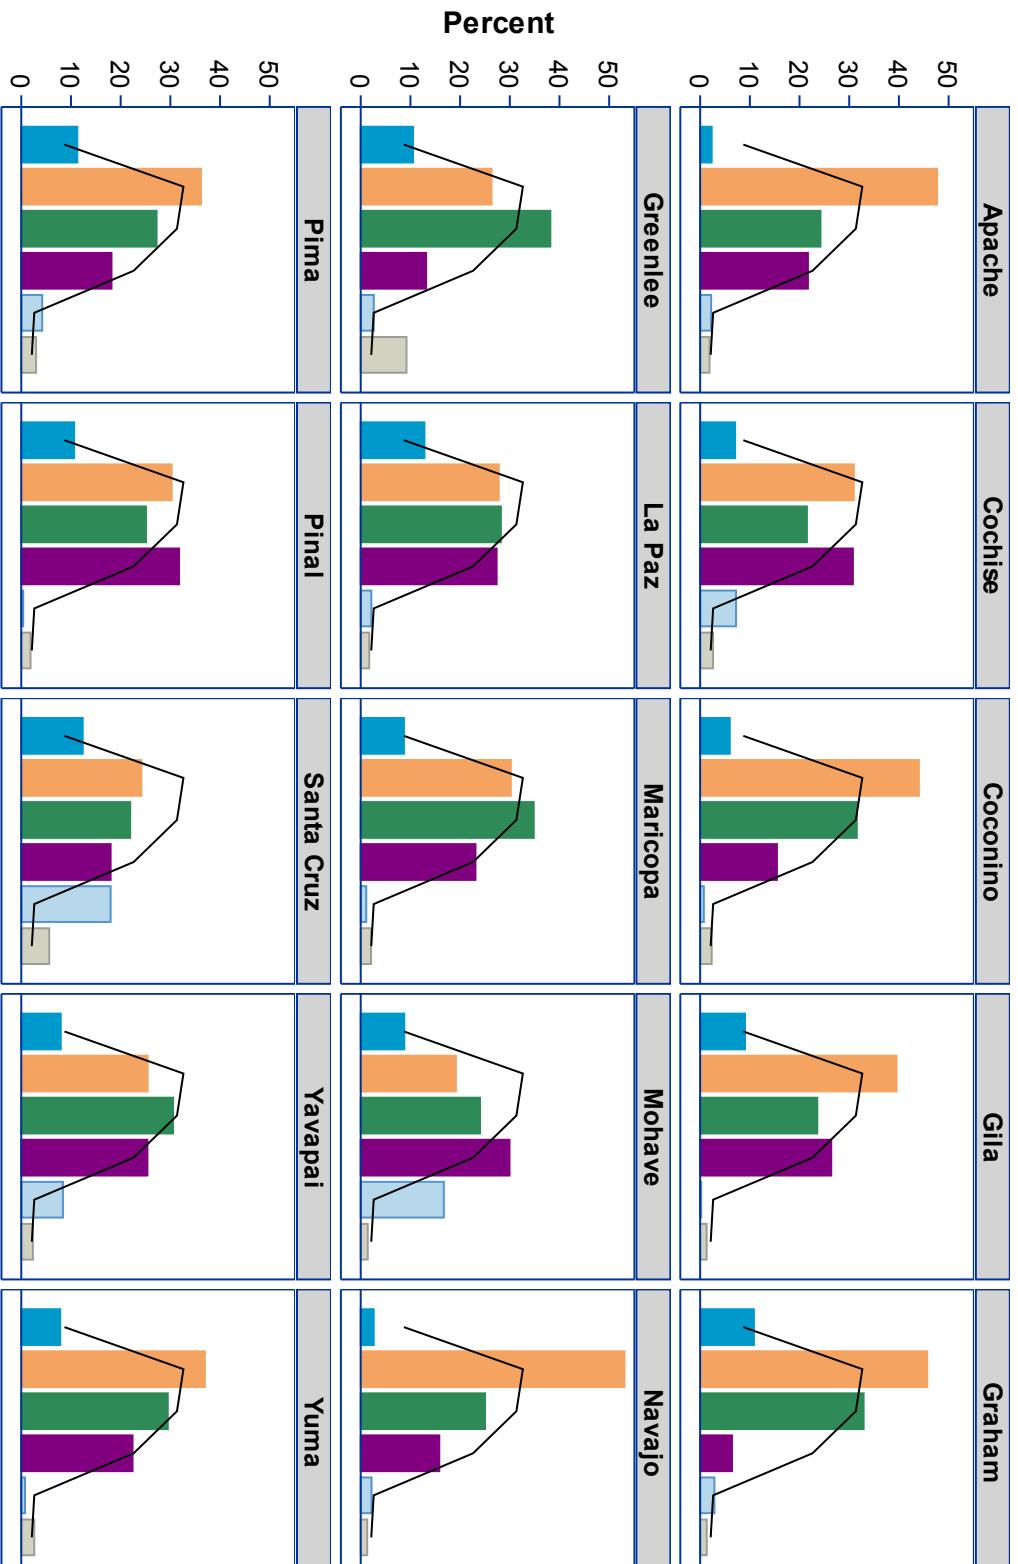 Percent
Apache
Cochise
Coconino
Gila
Graham
50
40
30
20
10
0
Greenlee
La Paz
Maricopa
Mohave
Navajo
50
40
30
20
10
0
Pima
Pinal
Santa Cruz
Yavapai
Yuma
50
40
30
20
10
0